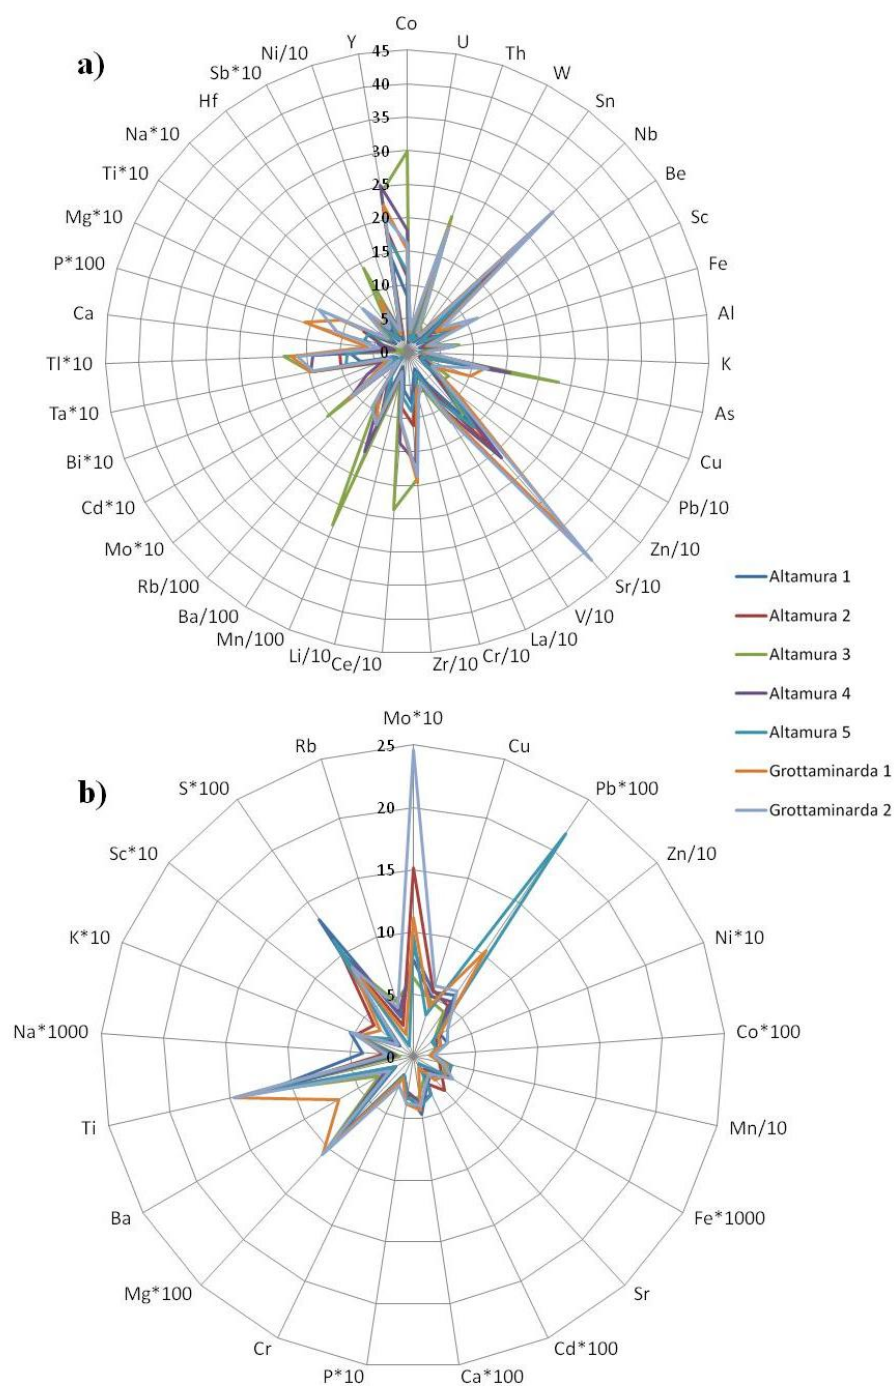 a)
Co
U
Th
W
Sn
Nb
Be
Sc
Fe
Al
K
As
Cu
Pb/10
Zn/10
Sr/10
V/10
La/10
Cr/10
Zr/10
Ce/10
Li/10
Mn/100
Ba/100
Rb/100
Mo*10
Cd*10
Bi*10
Ta*10
Tl*10
Ca
P*100
Mg*10
Ti*10
Na*10
Hf
Sb*10
Ni/10
Y
45
40
35
30
25
20
15
10
5
0
Altamura 1
Altamura 2
Altamura 3
Altamura 4
Altamura 5
Grottaminarda 1
Grottaminarda 2
b)
Mo*10
Cu
Pb*100
Zn/10
Ni*10
Co*100
Mn/10
Fe*1000
Sr
Cd*100
Ca*100
P*10
Cr
Mg*100
Ba
Ti
Na*1000
K*10
Sc*10
S*100
Rb
25
20
15
10
5
0